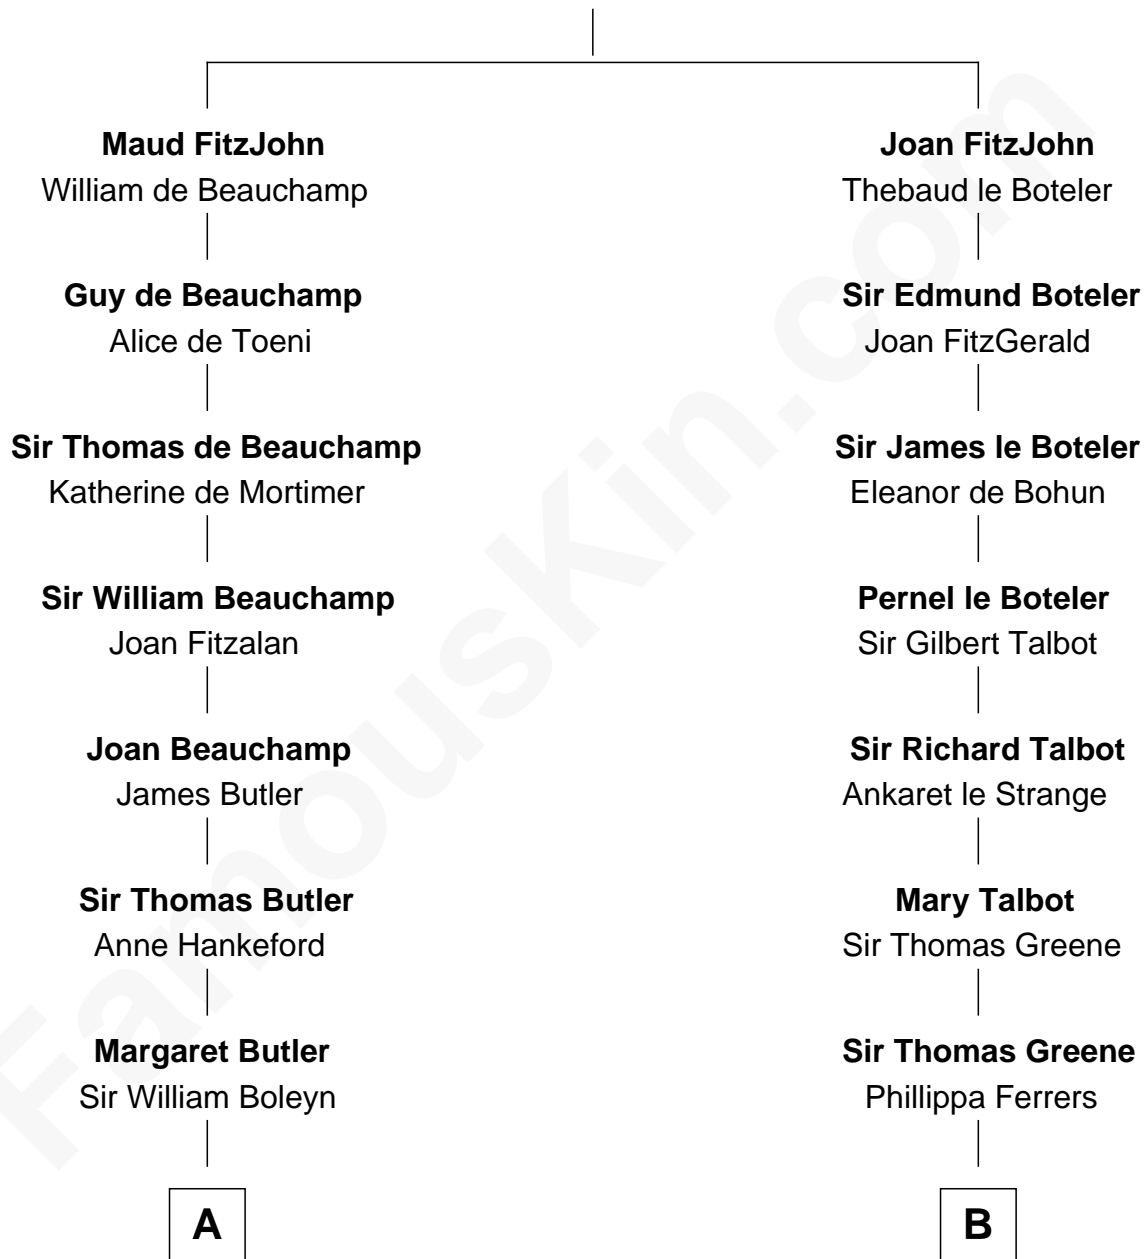 Maud FitzJohn
William de Beauchamp
Joan FitzJohn
Thebaud le Boteler
Guy de Beauchamp
Alice de Toeni
Sir Edmund Boteler
Joan FitzGerald
Sir Thomas de Beauchamp
Katherine de Mortimer
Sir James le Boteler
Eleanor de Bohun
Sir William Beauchamp
Joan Fitzalan
Pernel le Boteler
Sir Gilbert Talbot
Joan Beauchamp
James Butler
Sir Richard Talbot
Ankaret le Strange
Sir Thomas Butler
Anne Hankeford
Mary Talbot
Sir Thomas Greene
Margaret Butler
Sir William Boleyn
Sir Thomas Greene
Phillippa Ferrers
A
B
FamousKin.com